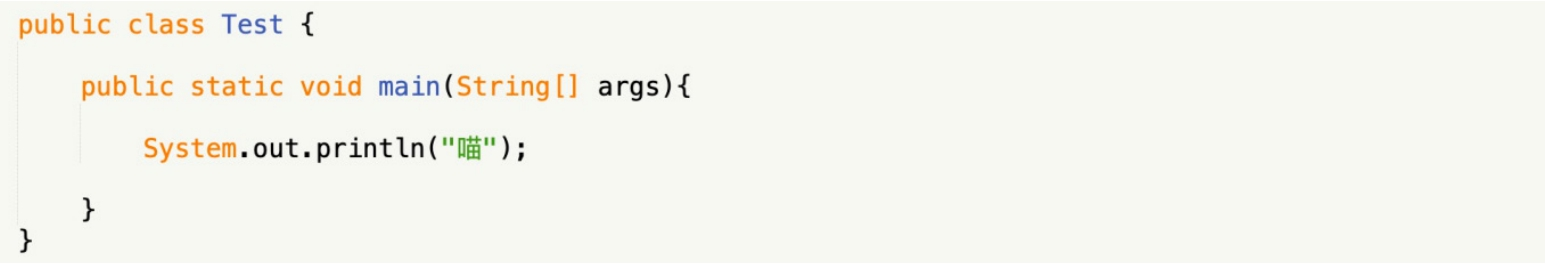 public class Test {
public static void main(String[] args){
System.out.println("喵");
}
}